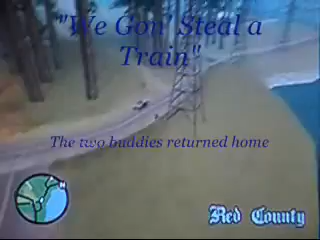 "We Gon' Steal a
Train"
The two buddies returned home
N
Red County